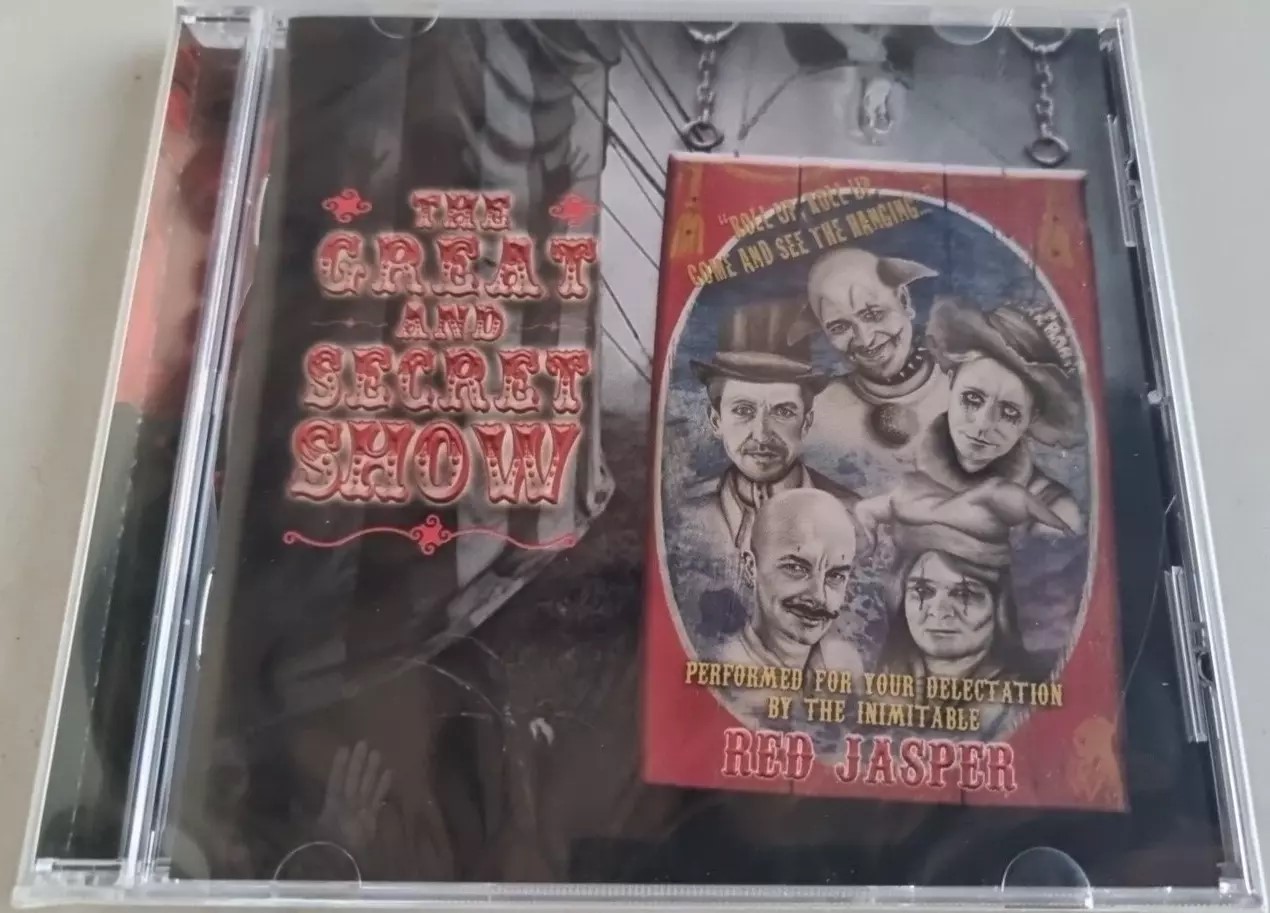 THE
GREAT
AND
SECRET
SHOW
"ROLL UP, ROLL UP,
COME AND SEE THE HANGING..."
PERFORMED FOR YOUR DELECTATION
BY THE INIMITABLE
RED JASPER